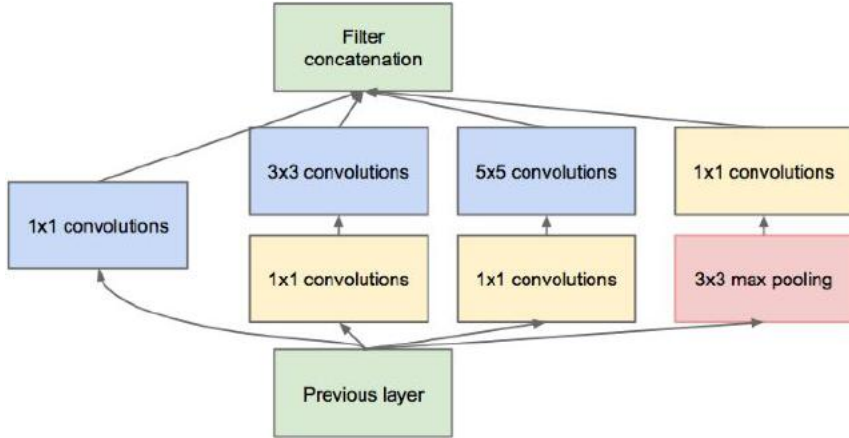 Filter
concatenation
3x3 convolutions
5x5 convolutions
1x1 convolutions
1x1 convolutions
1x1 convolutions
1x1 convolutions
3x3 max pooling
Previous layer